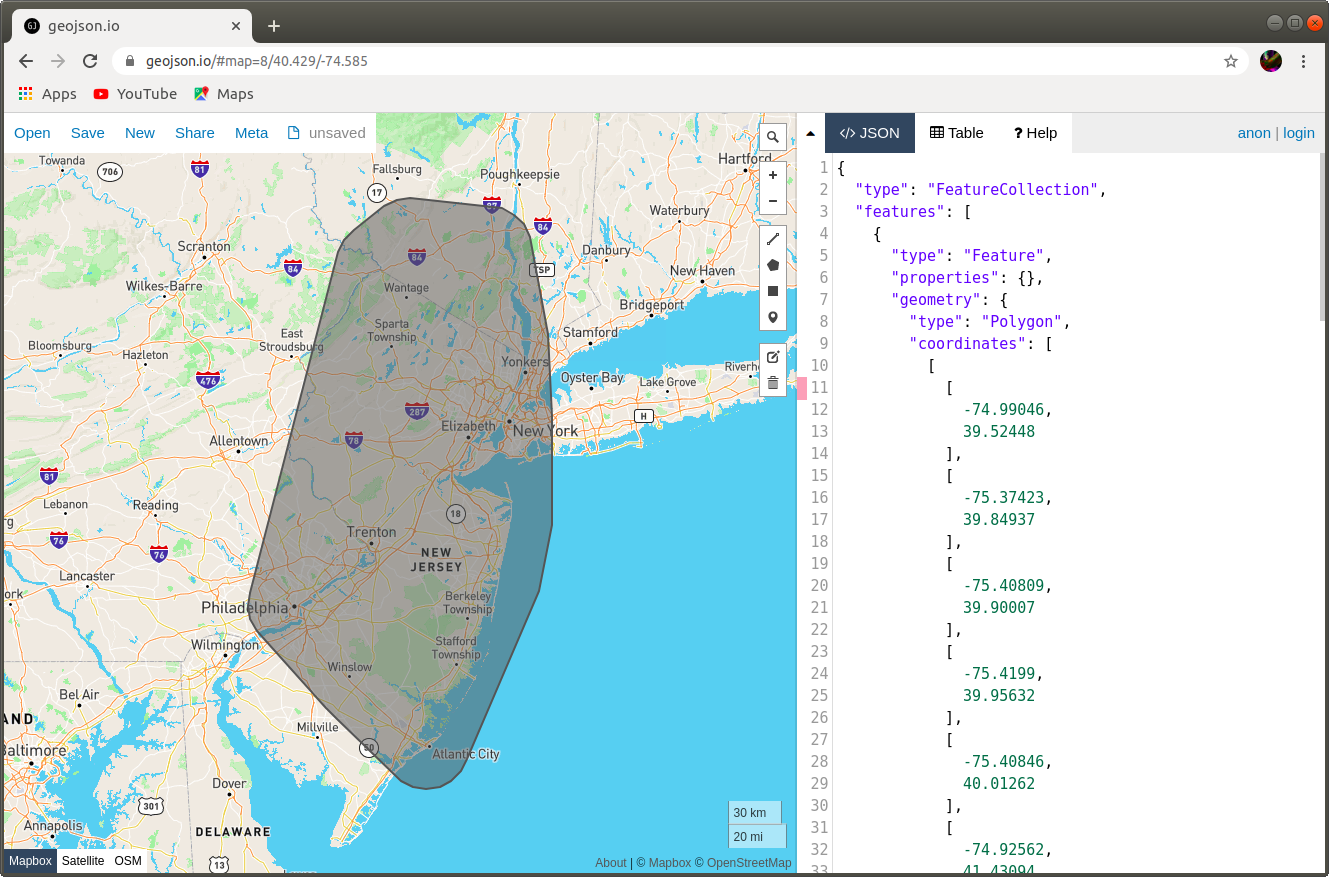 GJ geojson.io
geojson.io/#map=8/40.429/-74.585
Apps YouTube Maps
Open Save New Share Meta unsaved
</> JSON Table ? Help anon | login
Towanda
706
81
Fallsburg
Poughkeepsie
Hartford
17
87
84
Waterbury
Scranton
84
84
Danbury
TSP
New Haven
Wilkes-Barre
Wantage
Bridgeport
Sparta
Township
East
Stroudsburg
Stamford
Bloomsburg
Hazleton
Yonkers
476
Oyster Bay
Lake Grove
Riverh
287
H
Elizabeth
New York
Allentown
78
81
Lebanon
Reading
rg
18
Trenton
76
76
NEW
JERSEY
Lancaster
ork
Berkeley
Township
Philadelphia
Wilmington
Stafford
Township
Winslow
Bel Air
AND
Millville
Baltimore
50
Atlantic City
Dover
301
30 km
Annapolis
DELAWARE
20 mi
13
Mapbox Satellite OSM
About | © Mapbox © OpenStreetMap
1 {
2 "type": "FeatureCollection",
3 "features": [
4 {
5 "type": "Feature",
6 "properties": {},
7 "geometry": {
8 "type": "Polygon",
9 "coordinates": [
10 [
11 [
12 -74.99046,
13 39.52448
14 ],
15 [
16 -75.37423,
17 39.84937
18 ],
19 [
20 -75.40809,
21 39.90007
22 ],
23 [
24 -75.4199,
25 39.95632
26 ],
27 [
28 -75.40846,
29 40.01262
30 ],
31 [
32 -74.92562,
33 41.43094